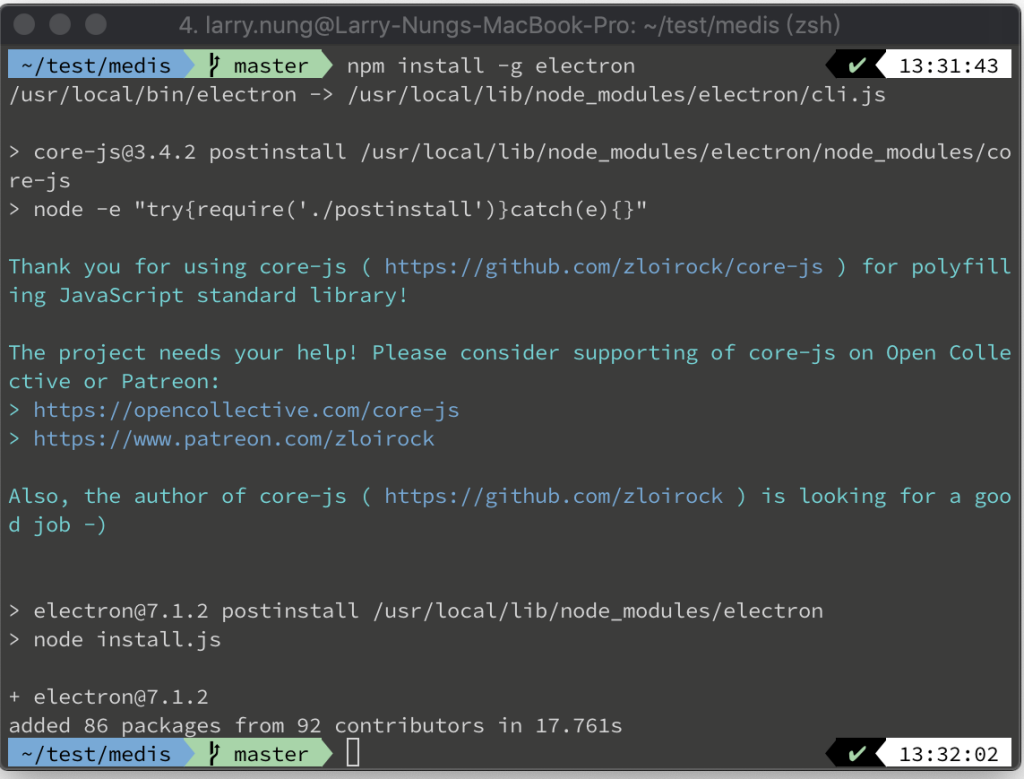 4. larry.nung@Larry-Nungs-MacBook-Pro: ~/test/medis (zsh)
~/test/medis master npm install -g electron ✔ 13:31:43
/usr/local/bin/electron -> /usr/local/lib/node_modules/electron/cli.js
> core-js@3.4.2 postinstall /usr/local/lib/node_modules/electron/node_modules/co
re-js
> node -e "try{require('./postinstall')}catch(e){}"
Thank you for using core-js ( https://github.com/zloirock/core-js ) for polyfill
ing JavaScript standard library!
The project needs your help! Please consider supporting of core-js on Open Colle
ctive or Patreon:
> https://opencollective.com/core-js
> https://www.patreon.com/zloirock
Also, the author of core-js ( https://github.com/zloirock ) is looking for a goo
d job -)
> electron@7.1.2 postinstall /usr/local/lib/node_modules/electron
> node install.js
+ electron@7.1.2
added 86 packages from 92 contributors in 17.761s
~/test/medis master ✔ 13:32:02